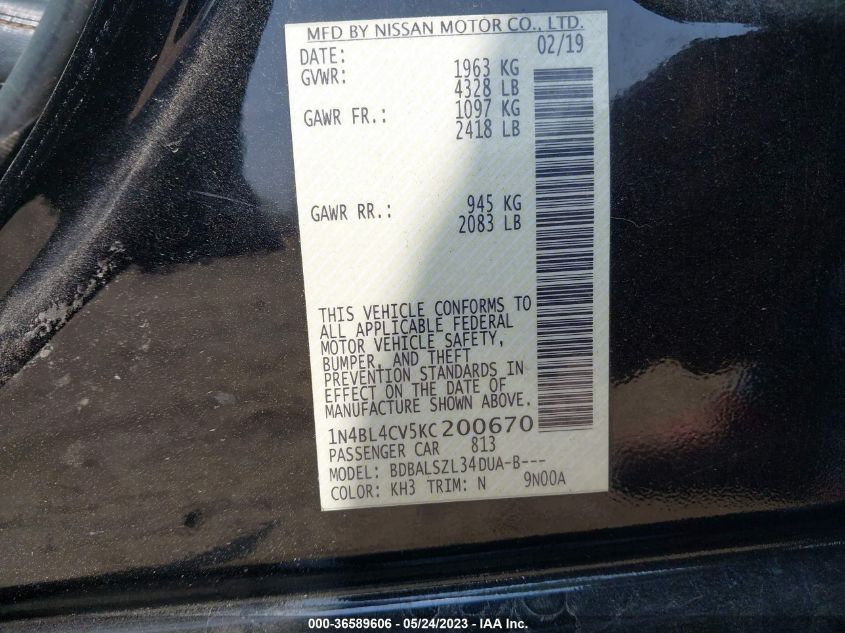 MFD BY NISSAN MOTOR CO., LTD.
DATE: 02/19
GVWR: 1963 KG
4328 LB
GAWR FR.: 1097 KG
2418 LB
GAWR RR.: 945 KG
2083 LB
THIS VEHICLE CONFORMS TO
ALL APPLICABLE FEDERAL
MOTOR VEHICLE SAFETY,
BUMPER, AND THEFT
PREVENTION STANDARDS IN
EFFECT ON THE DATE OF
MANUFACTURE SHOWN ABOVE.
1N4BL4CV5KC200670
PASSENGER CAR 813
MODEL: BDBALSZL34DUA-B---
COLOR: KH3 TRIM: N 9N00A
000-36589606 - 05/24/2023 - IAA Inc.